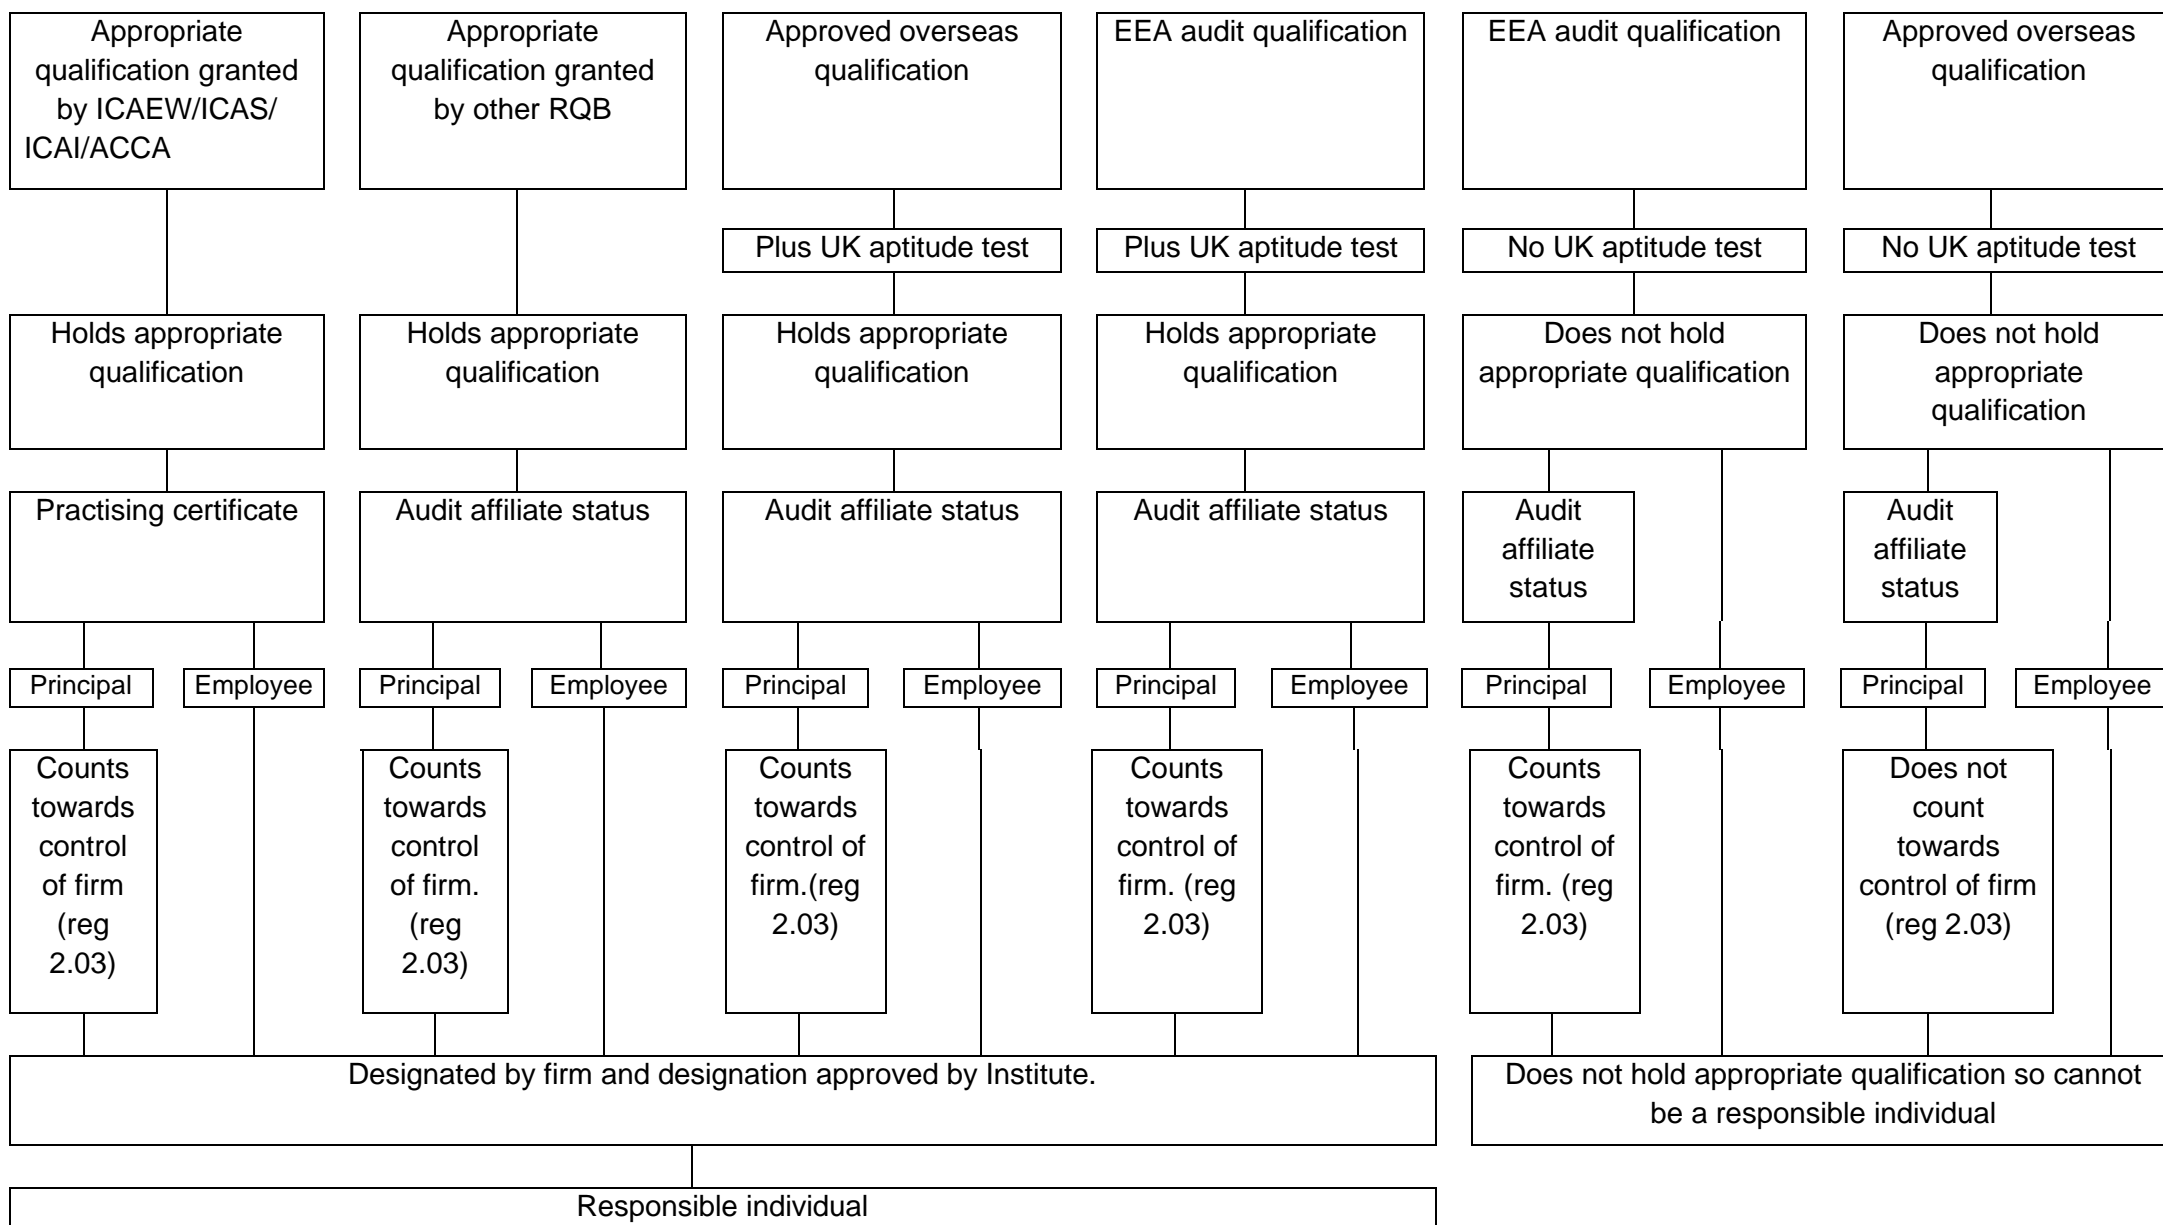 Appropriate
qualification granted
by ICAEW/ICAS/
ICAI/ACCA
Appropriate
qualification granted
by other RQB
Approved overseas
qualification
EEA audit qualification
EEA audit qualification
Approved overseas
qualification
Plus UK aptitude test
Plus UK aptitude test
No UK aptitude test
No UK aptitude test
Holds appropriate
qualification
Holds appropriate
qualification
Holds appropriate
qualification
Holds appropriate
qualification
Does not hold
appropriate qualification
Does not hold
appropriate
qualification
Practising certificate
Audit affiliate status
Audit affiliate status
Audit affiliate status
Audit
affiliate
status
Audit
affiliate
status
Principal
Employee
Principal
Employee
Principal
Employee
Principal
Employee
Principal
Employee
Principal
Employee
Counts
towards
control
of firm
(reg
2.03)
Counts
towards
control
of firm.
(reg
2.03)
Counts
towards
control of
firm.(reg
2.03)
Counts
towards
control of
firm. (reg
2.03)
Counts
towards
control of
firm. (reg
2.03)
Does not
count
towards
control of firm
(reg 2.03)
Designated by firm and designation approved by Institute.
Does not hold appropriate qualification so cannot
be a responsible individual
Responsible individual